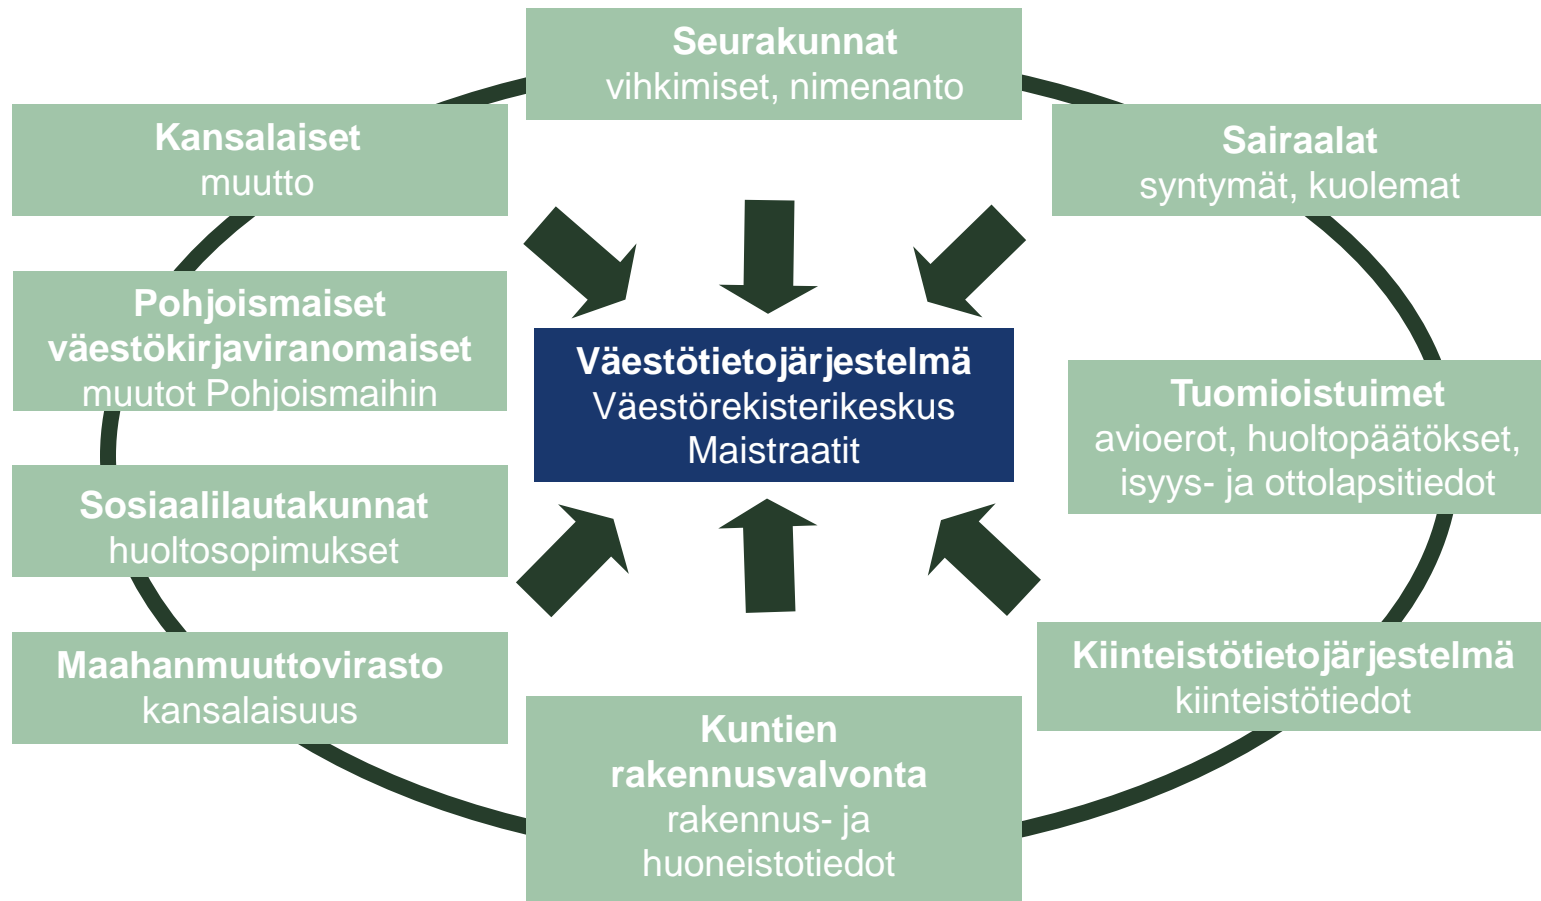 Seurakunnat
vihkimiset, nimenanto
Kansalaiset
muutto
Sairaalat
syntymät, kuolemat
Pohjoismaiset
väestökirjaviranomaiset
muutot Pohjoismaihin
Väestötietojärjestelmä
Väestörekisterikeskus
Maistraatit
Tuomioistuimet
avioerot, huoltopäätökset,
isyys- ja ottolapsitiedot
Sosiaalilautakunnat
huoltosopimukset
Maahanmuuttovirasto
kansalaisuus
Kiinteistötietojärjestelmä
kiinteistötiedot
Kuntien
rakennusvalvonta
rakennus- ja
huoneistotiedot